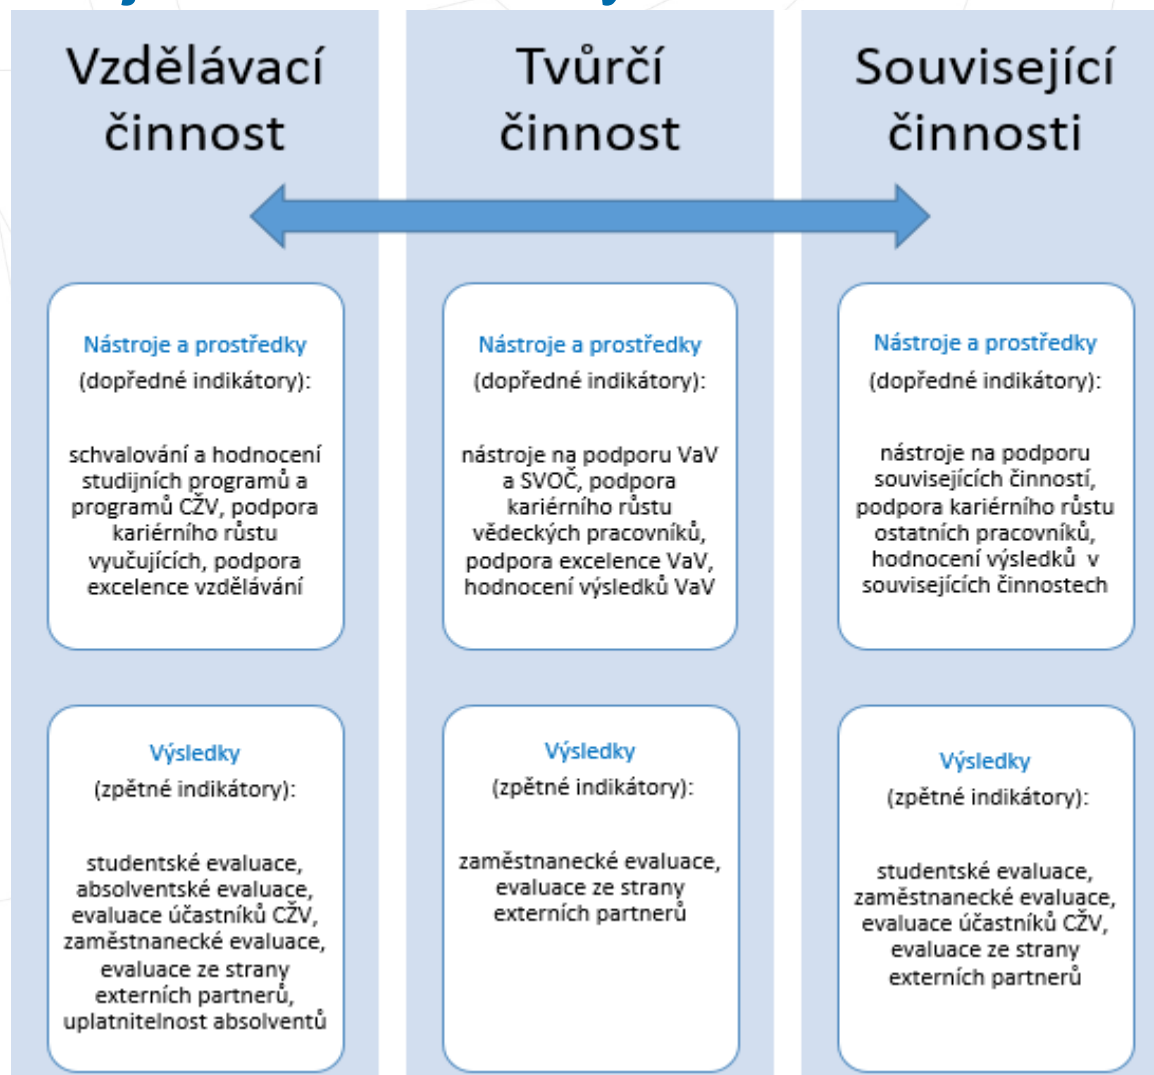 Vzdělávací
činnost
Tvůrčí
činnost
Související
činnosti
Nástroje a prostředky
(dopředné indikátory):
schvalování a hodnocení
studijních programů a
programů CŽV, podpora
kariérního růstu
vyučujících, podpora
excelence vzdělávání
Nástroje a prostředky
(dopředné indikátory):
nástroje na podporu VaV
a SVOČ, podpora
kariérního růstu
vědeckých pracovníků,
podpora excelence VaV,
hodnocení výsledků VaV
Nástroje a prostředky
(dopředné indikátory):
nástroje na podporu
souvisejících činností,
podpora kariérního růstu
ostatních pracovníků,
hodnocení výsledků v
souvisejících činnostech
Výsledky
(zpětné indikátory):
studentské evaluace,
absolventské evaluace,
evaluace účastníků CŽV,
zaměstnanecké evaluace,
evaluace ze strany
externích partnerů,
uplatnitelnost absolventů
Výsledky
(zpětné indikátory):
zaměstnanecké evaluace,
evaluace ze strany
externích partnerů
Výsledky
(zpětné indikátory):
studentské evaluace,
zaměstnanecké evaluace,
evaluace účastníků CŽV,
evaluace ze strany
externích partnerů